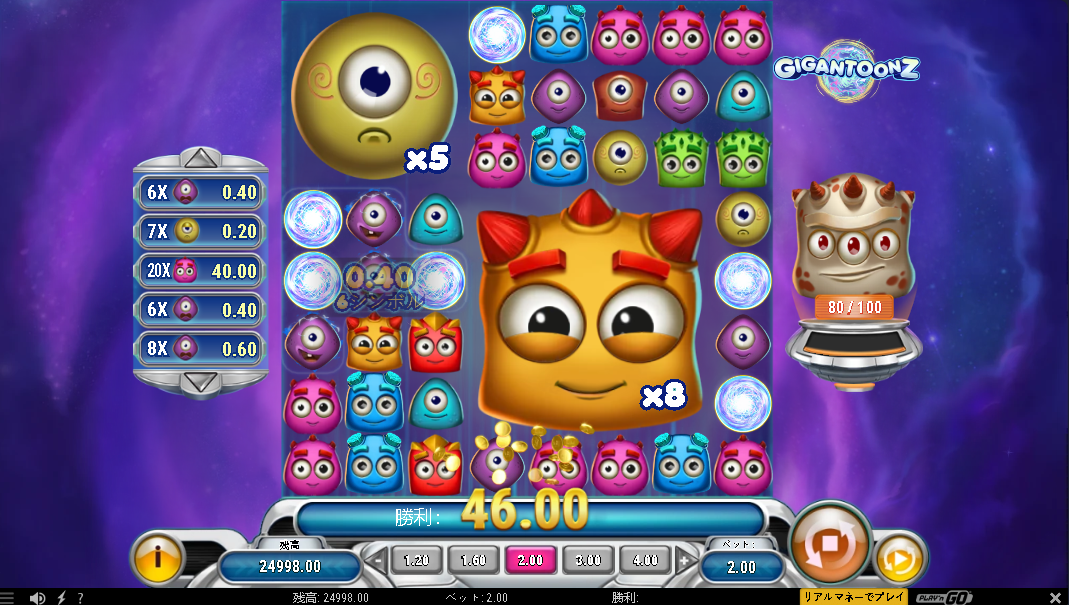 GIGANTOONZ
x5
6X 0.40
7X 0.20
20X 40.00
6X 0.40
8X 0.60
0.40
6シンボル
80/100
x8
勝利: 46.00
残高
24998.00
- 1.20 1.60 2.00 3.00 4.00 +
ベット:
2.00
i
? 残高: 24998.00 ベット: 2.00 勝利: リアルマネーでプレイ PLAY'n GO